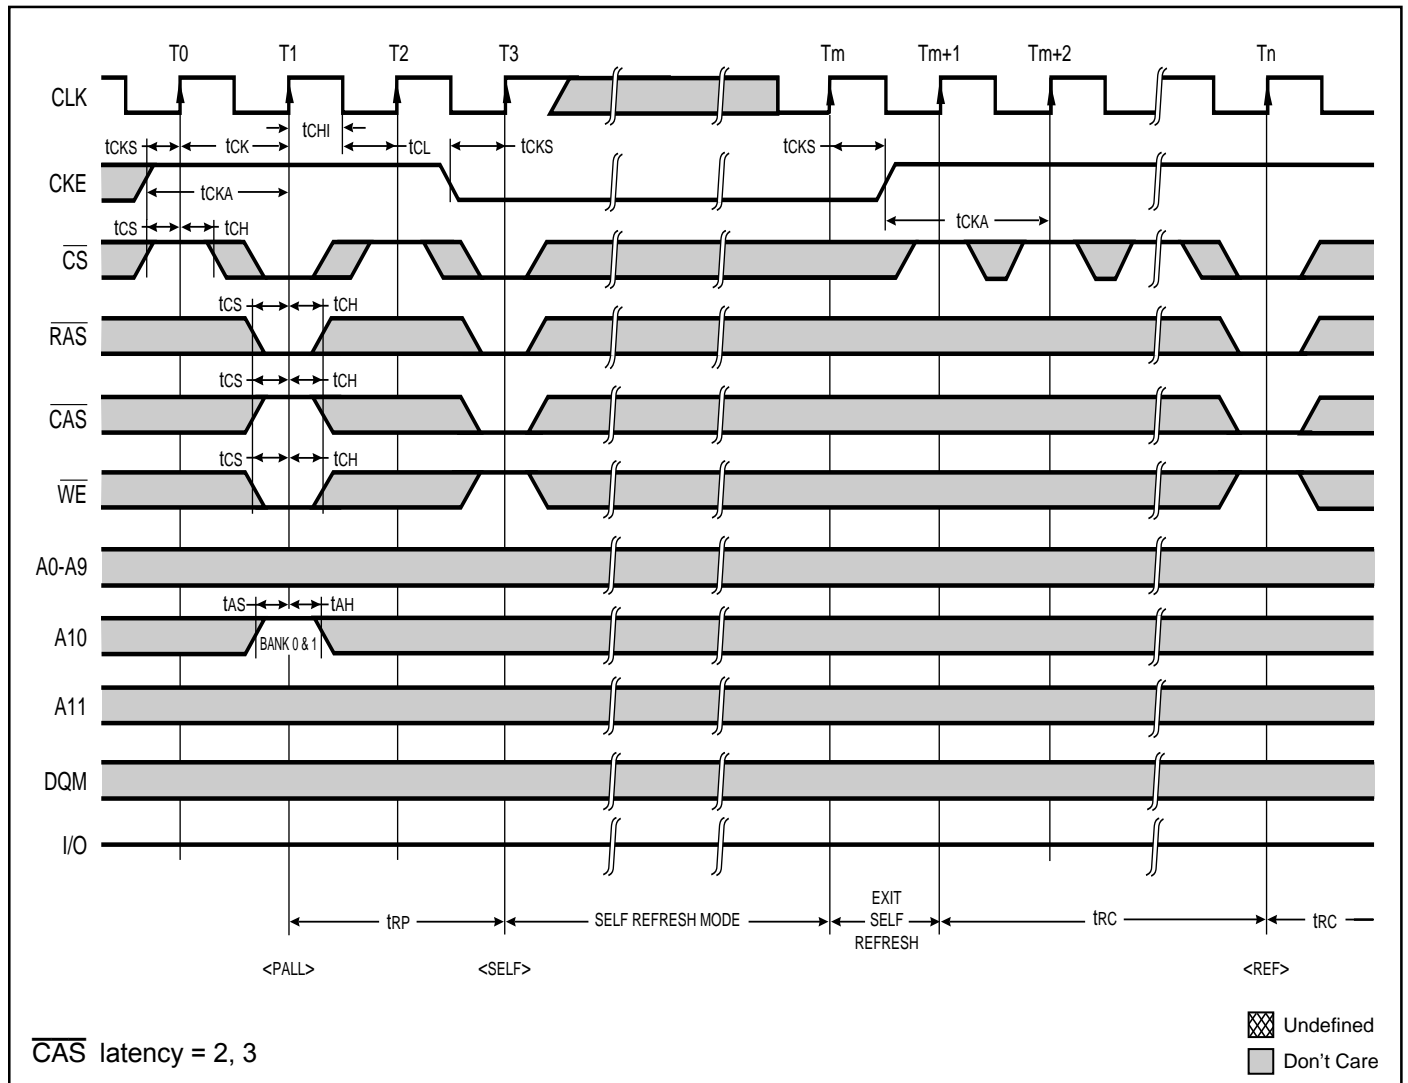 T0 T1 T2 T3 Tm Tm+1 Tm+2 Tn
CLK
tCHI
tCKS tCK tCL tCKS tCKS
CKE
tCKA tCKA
tCS tCH
CS
tCS tCH
RAS
tCS tCH
CAS
tCS tCH
WE
A0-A9
tAS tAH
A10 BANK 0 & 1
A11
DQM
I/O
tRP SELF REFRESH MODE EXIT SELF REFRESH tRC tRC
<PALL> <SELF> <REF>
Undefined
CAS latency = 2, 3
Don't Care